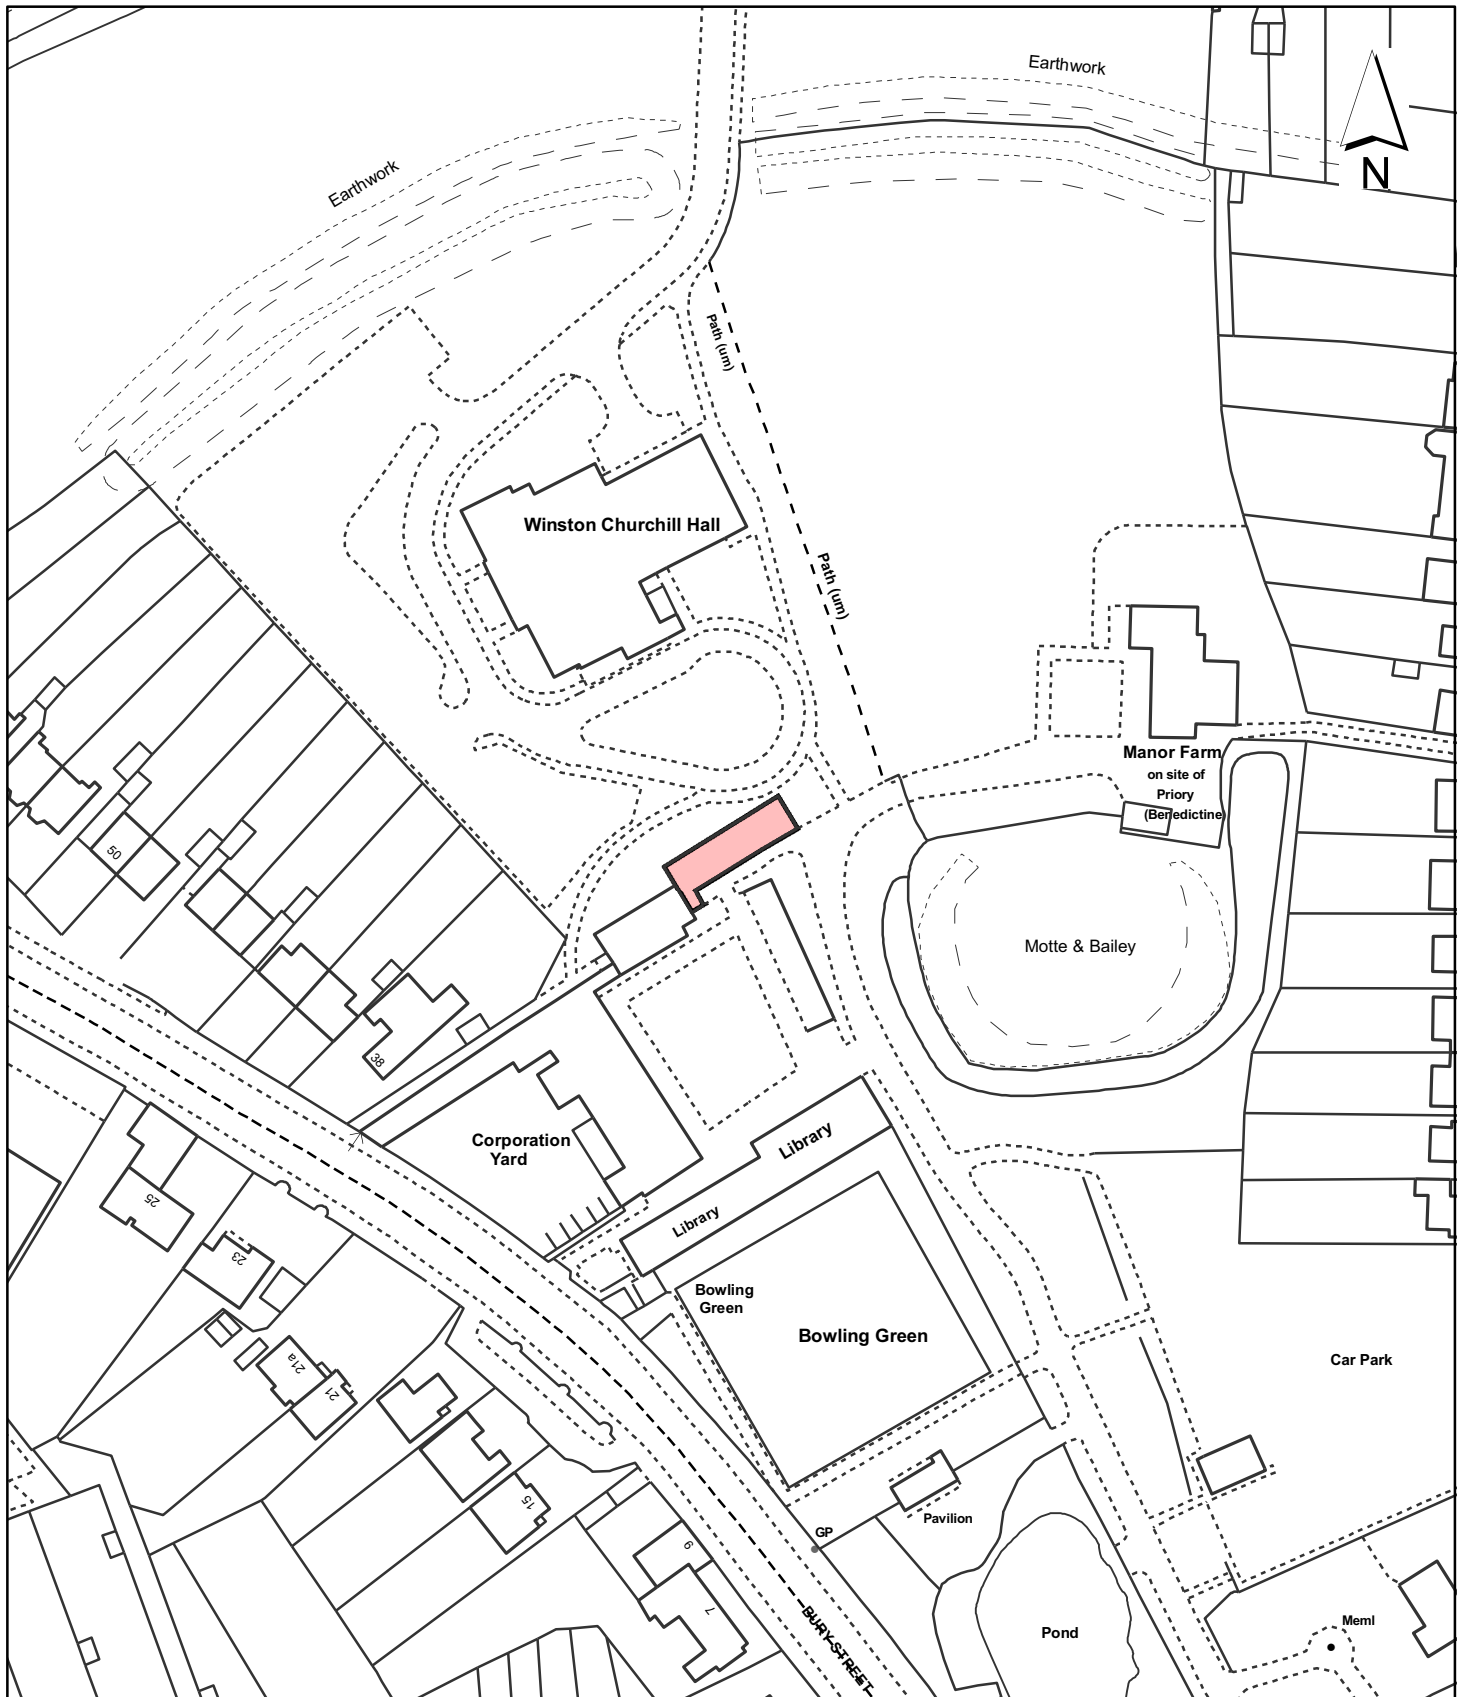 Earthwork
N
Earthwork
Path (um)
Winston Churchill Hall
Path (um)
Manor Farm
on site of
Priory
(Benedictine)
50
Motte & Bailey
38
Corporation
Yard
Library
25
Library
23
Bowling
Green
Bowling Green
Car Park
21a
21
15
GP
Pavilion
9
7
BURY STREET
Pond
Meml